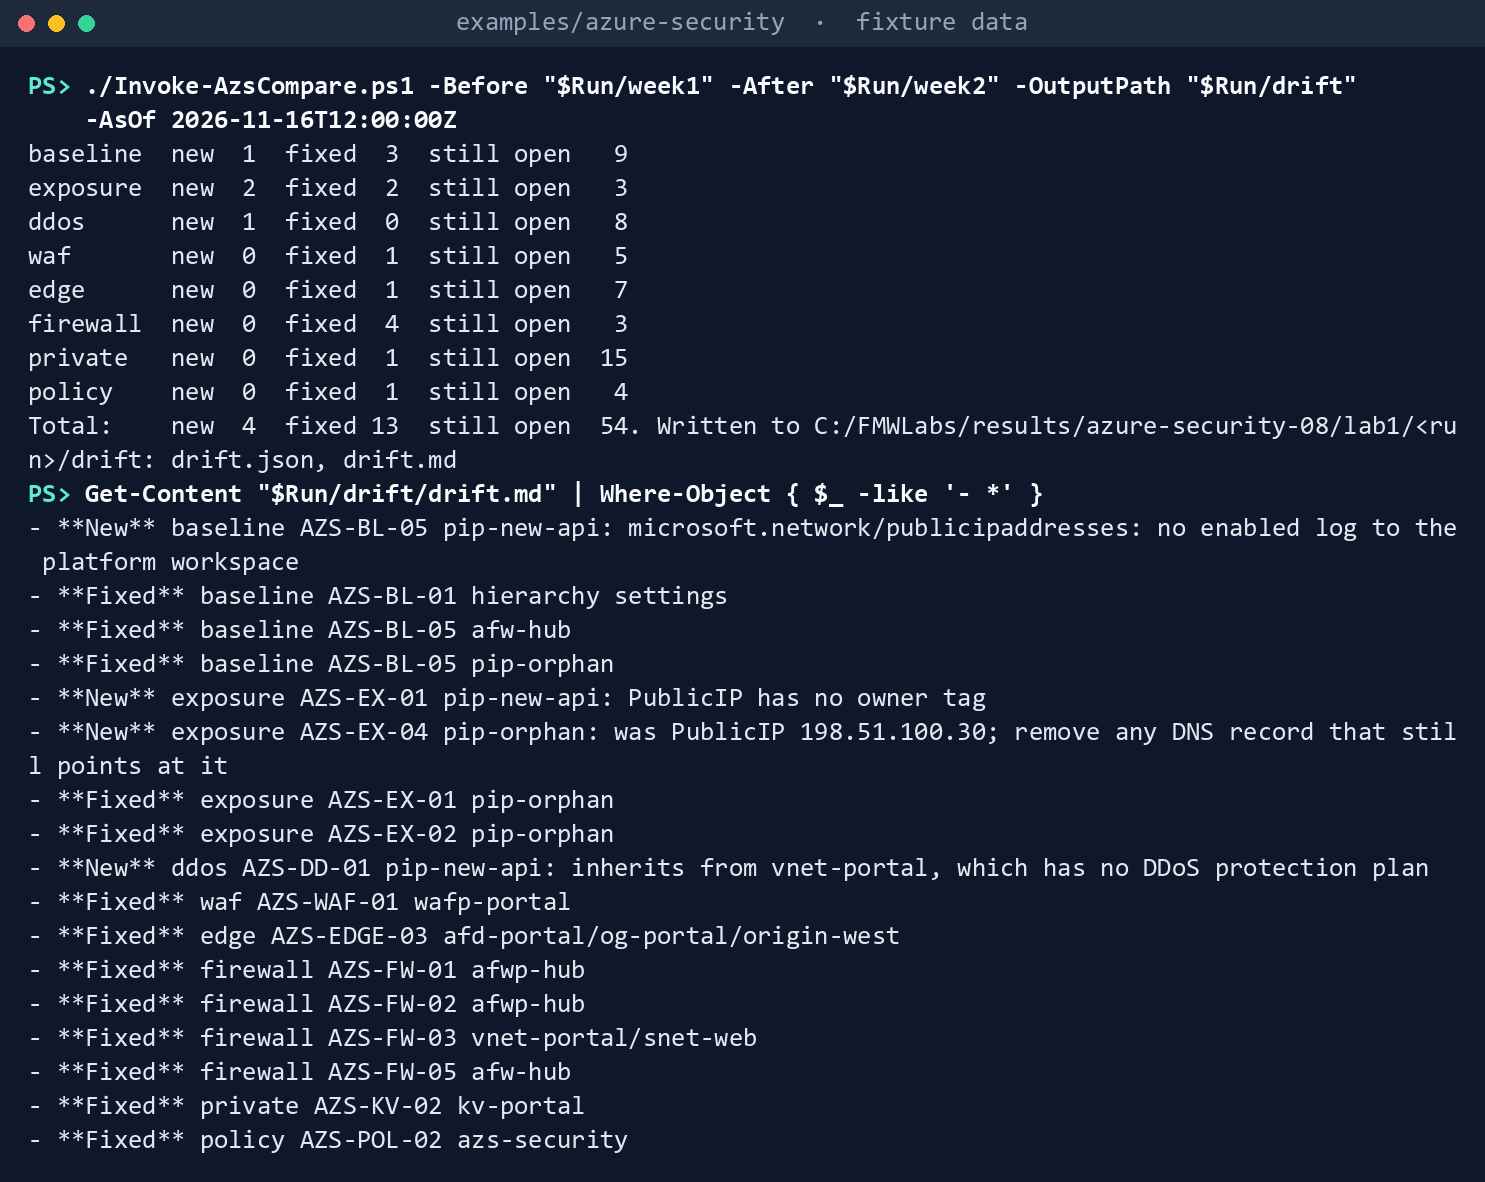 examples/azure-security  ·  fixture data
PS> ./Invoke-AzsCompare.ps1 -Before "$Run/week1" -After "$Run/week2" -OutputPath "$Run/drift"
    -AsOf 2026-11-16T12:00:00Z
baseline  new  1  fixed  3  still open   9
exposure  new  2  fixed  2  still open   3
ddos      new  1  fixed  0  still open   8
waf       new  0  fixed  1  still open   5
edge      new  0  fixed  1  still open   7
firewall  new  0  fixed  4  still open   3
private   new  0  fixed  1  still open  15
policy    new  0  fixed  1  still open   4
Total:    new  4  fixed 13  still open  54. Written to C:/FMWLabs/results/azure-security-08/lab1/<ru
n>/drift: drift.json, drift.md
PS> Get-Content "$Run/drift/drift.md" | Where-Object { $_ -like '- *' }
- **New** baseline AZS-BL-05 pip-new-api: microsoft.network/publicipaddresses: no enabled log to the
 platform workspace
- **Fixed** baseline AZS-BL-01 hierarchy settings
- **Fixed** baseline AZS-BL-05 afw-hub
- **Fixed** baseline AZS-BL-05 pip-orphan
- **New** exposure AZS-EX-01 pip-new-api: PublicIP has no owner tag
- **New** exposure AZS-EX-04 pip-orphan: was PublicIP 198.51.100.30; remove any DNS record that stil
l points at it
- **Fixed** exposure AZS-EX-01 pip-orphan
- **Fixed** exposure AZS-EX-02 pip-orphan
- **New** ddos AZS-DD-01 pip-new-api: inherits from vnet-portal, which has no DDoS protection plan
- **Fixed** waf AZS-WAF-01 wafp-portal
- **Fixed** edge AZS-EDGE-03 afd-portal/og-portal/origin-west
- **Fixed** firewall AZS-FW-01 afwp-hub
- **Fixed** firewall AZS-FW-02 afwp-hub
- **Fixed** firewall AZS-FW-03 vnet-portal/snet-web
- **Fixed** firewall AZS-FW-05 afw-hub
- **Fixed** private AZS-KV-02 kv-portal
- **Fixed** policy AZS-POL-02 azs-security